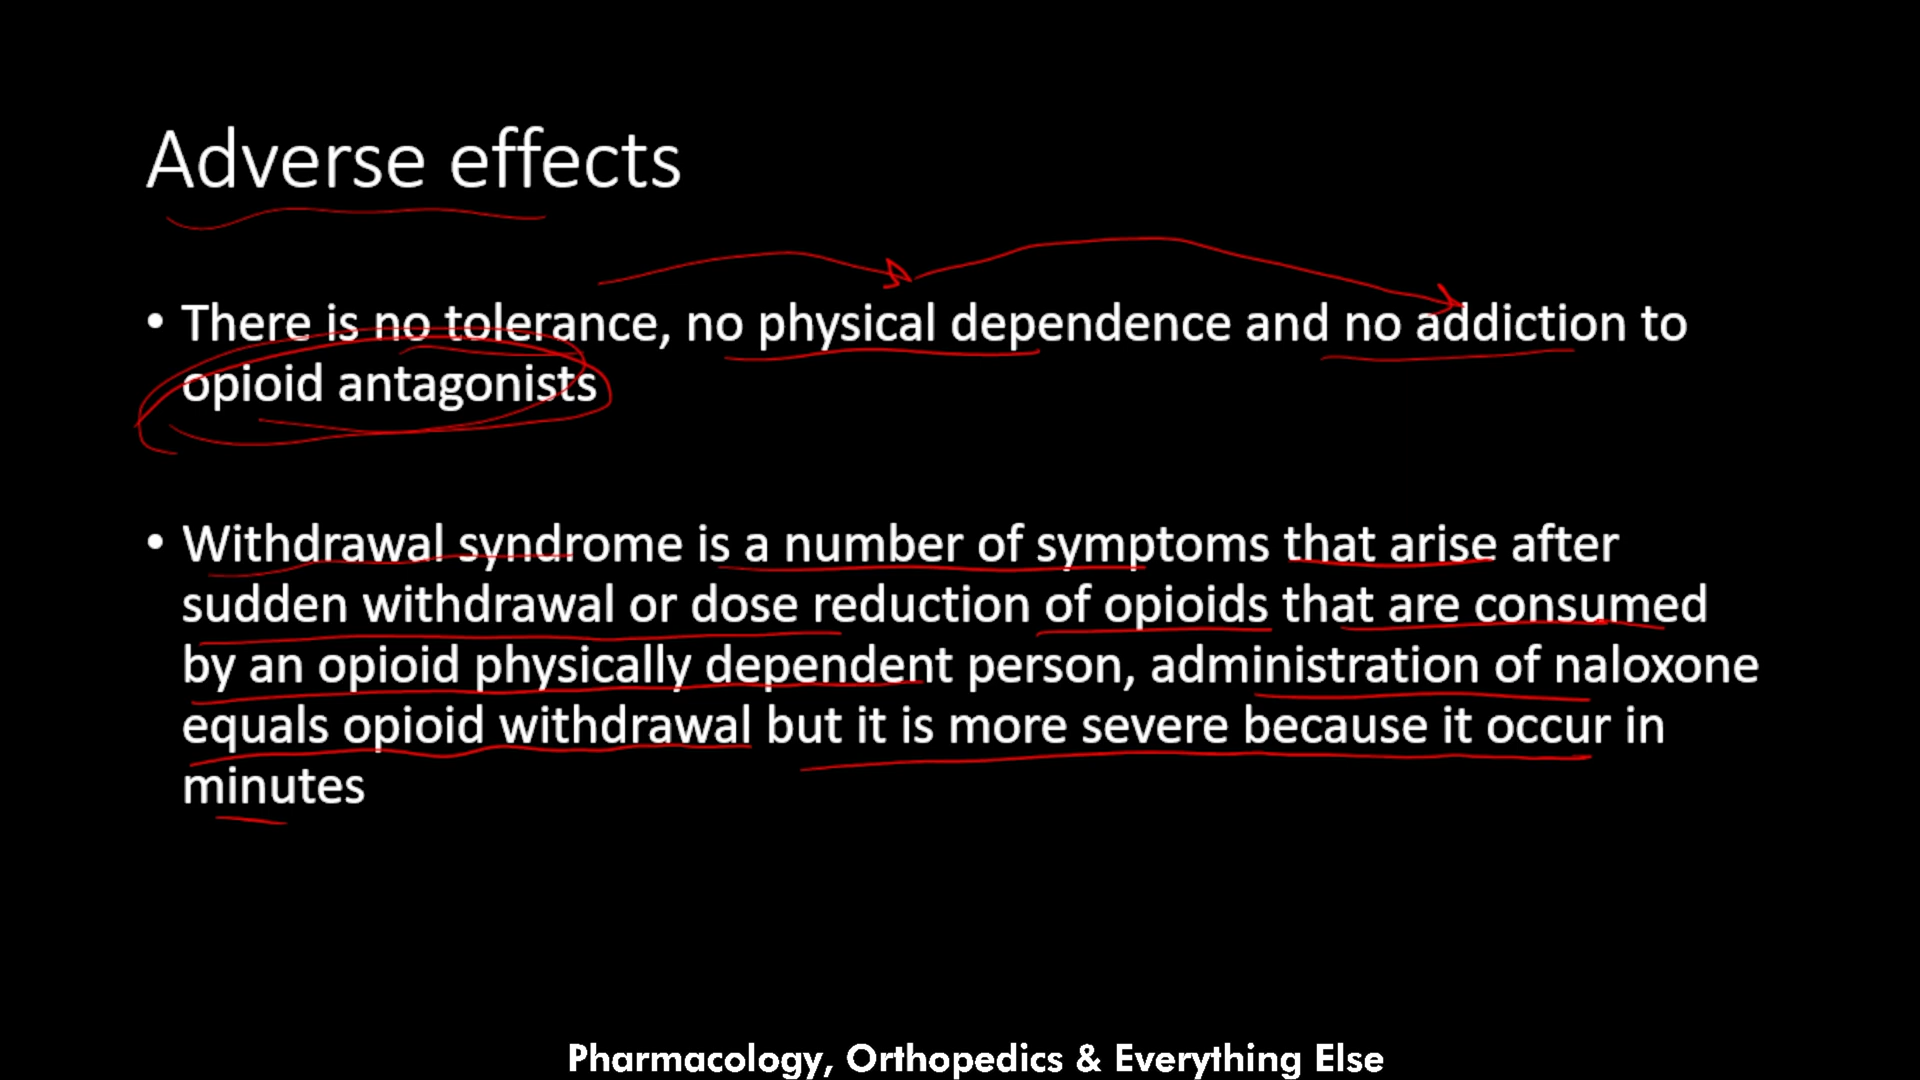 Adverse effects
• There is no tolerance, no physical dependence and no addiction to
opioid antagonists
• Withdrawal syndrome is a number of symptoms that arise after
sudden withdrawal or dose reduction of opioids that are consumed
by an opioid physically dependent person, administration of naloxone
equals opioid withdrawal but it is more severe because it occur in
minutes
Pharmacology, Orthopedics & Everything Else